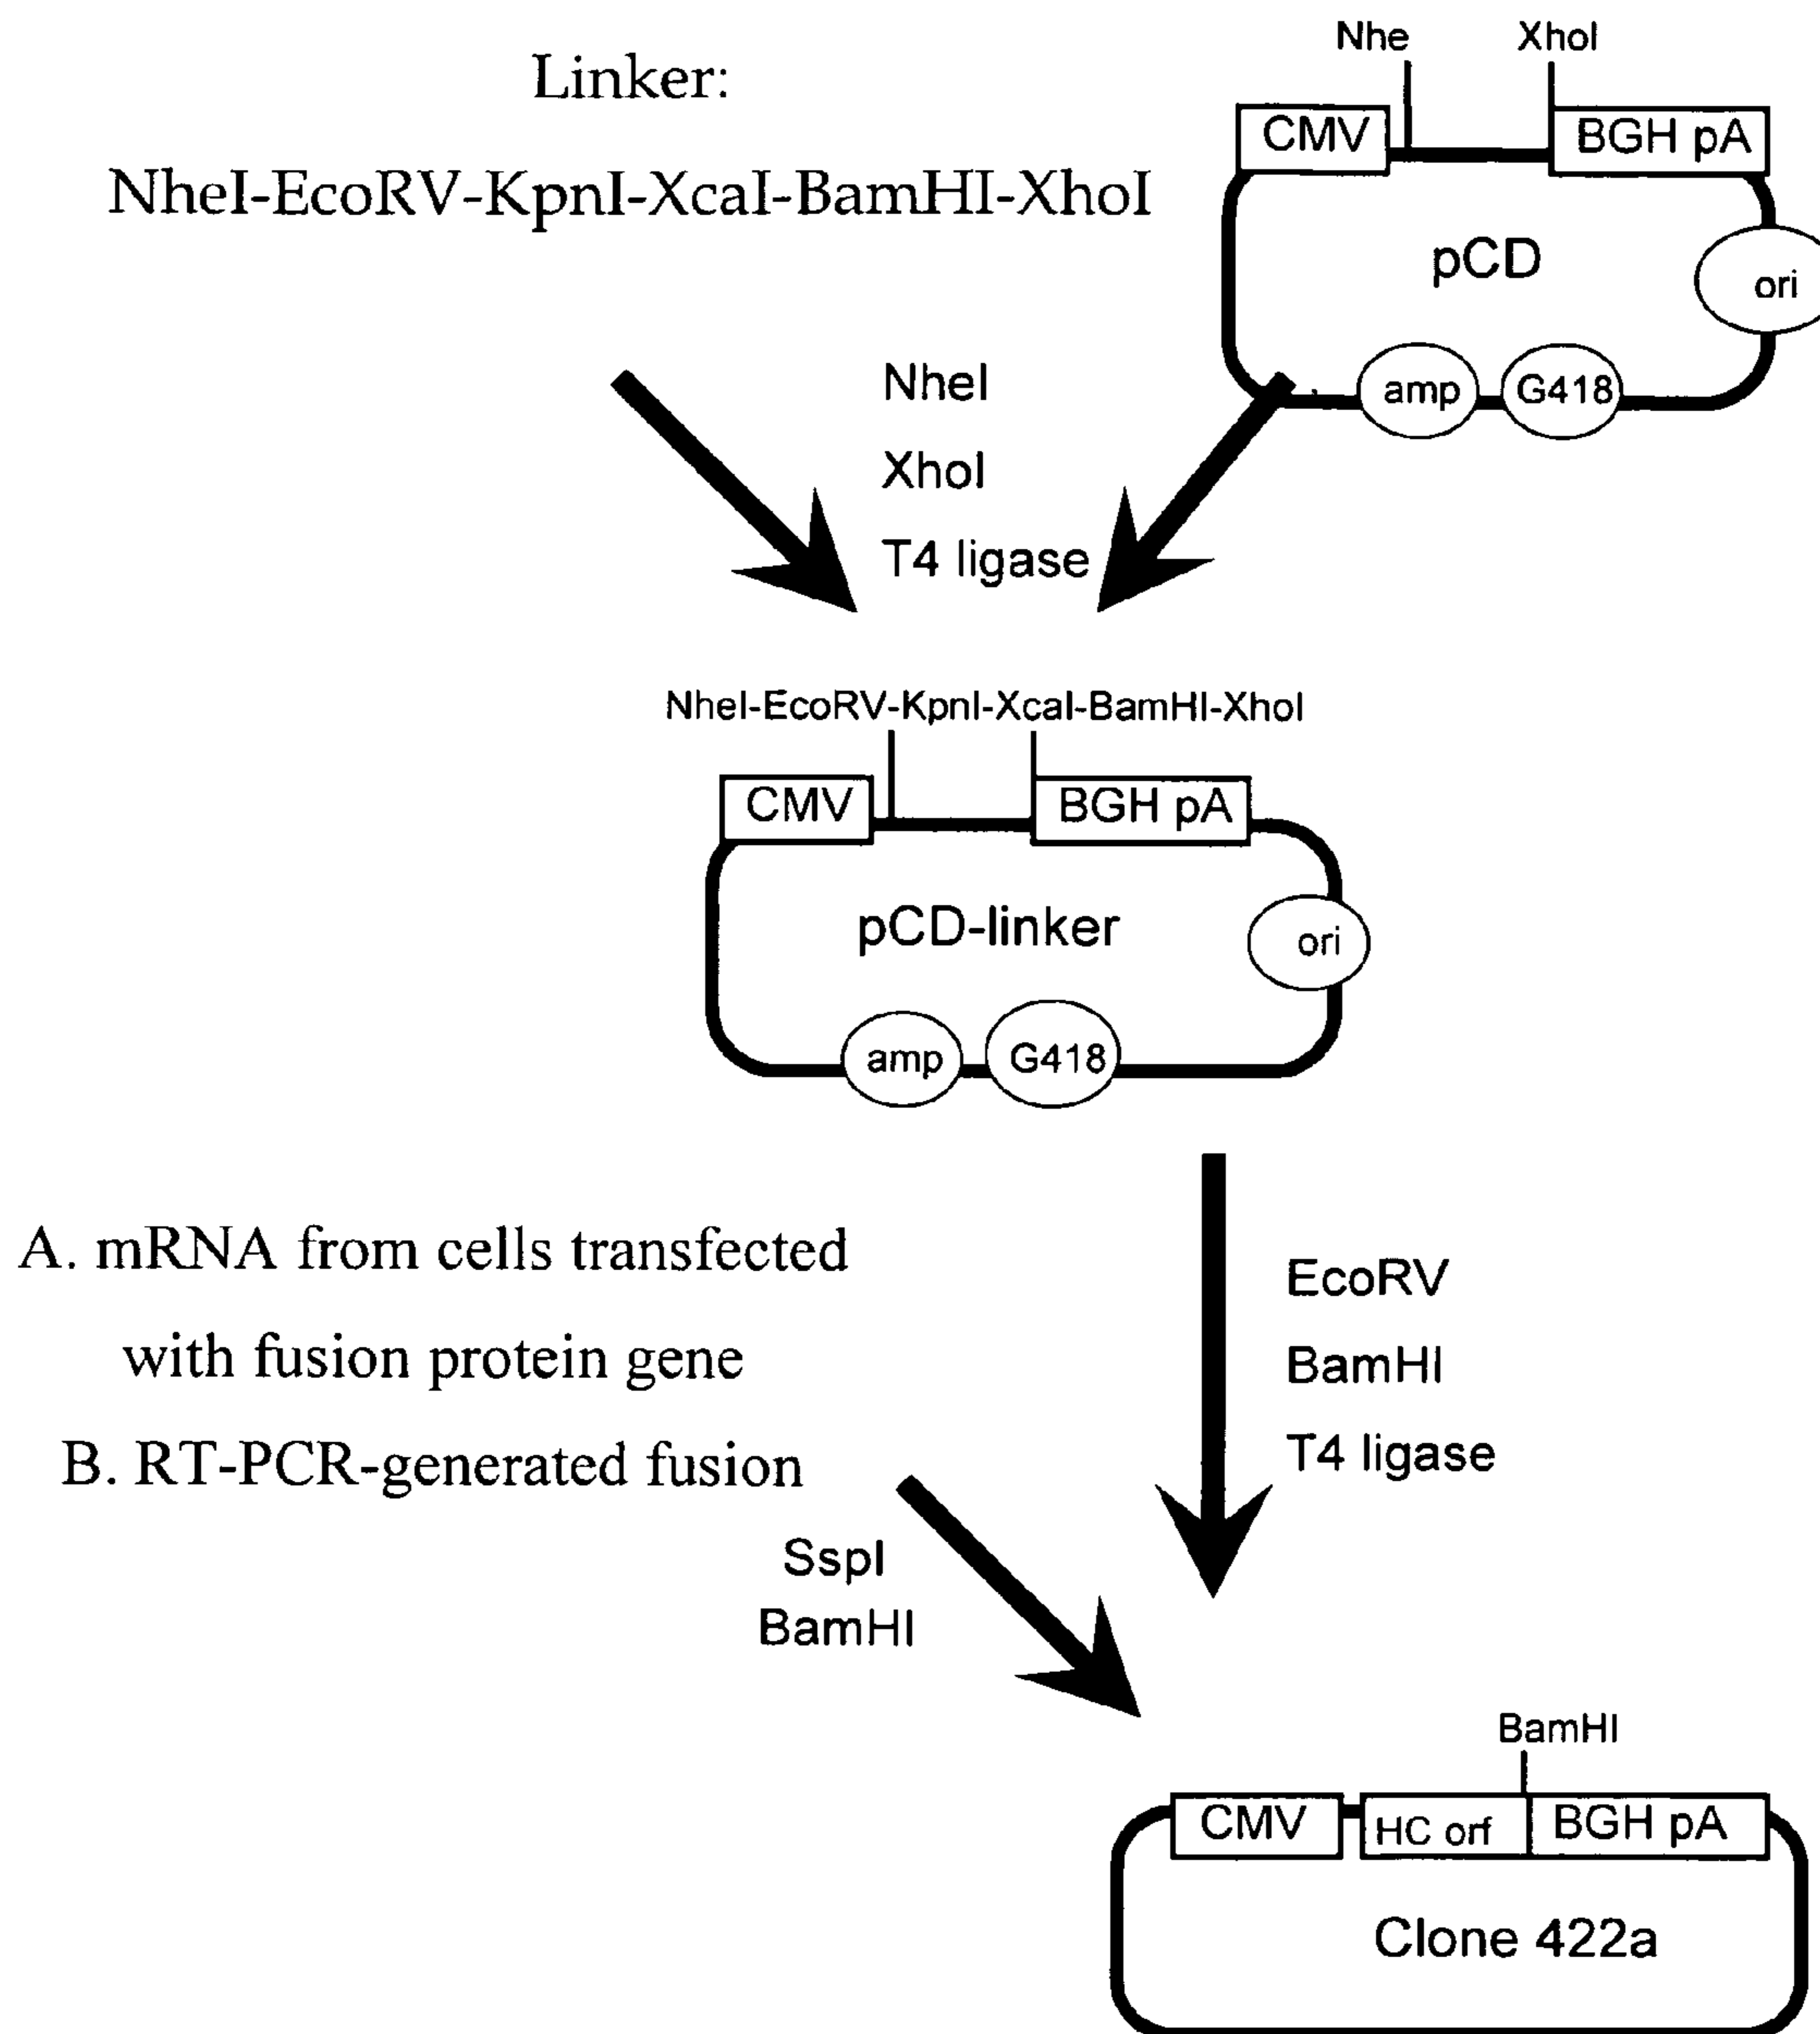 Linker:
NheI-EcoRV-KpnI-XcaI-BamHI-XhoI
Nhe XhoI
CMV BGH pA
pCD
ori
amp G418
NheI
XhoI
T4 ligase
NheI-EcoRV-KpnI-XcaI-BamHI-XhoI
CMV BGH pA
pCD-linker
ori
amp G418
A. mRNA from cells transfected
with fusion protein gene
B. RT-PCR-generated fusion
EcoRV
BamHI
T4 ligase
SspI
BamHI
BamHI
CMV HC orf BGH pA
Clone 422a